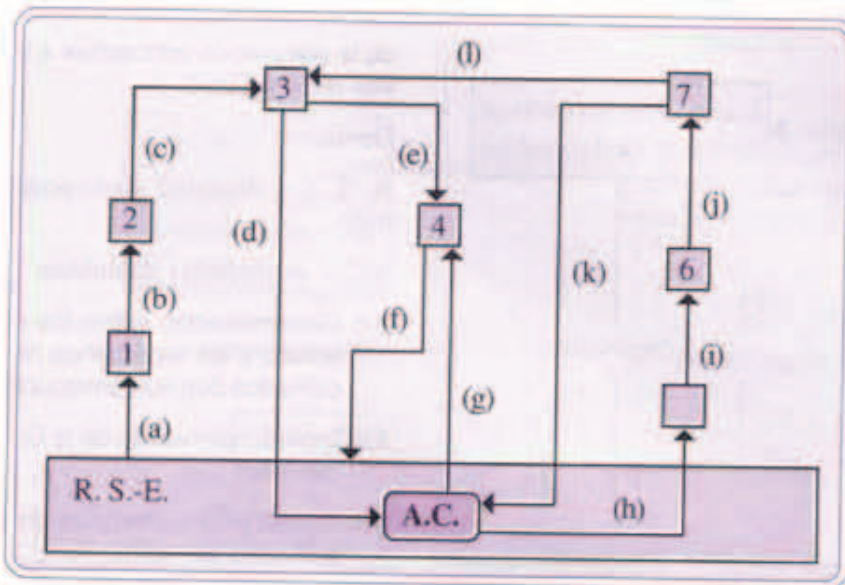 (l)
3
7
(c)
(e)
(j)
2
(d)
4
(k)
6
(b)
(f)
1
(i)
(g)
(a)
R. S.-E.
A.C.
(h)